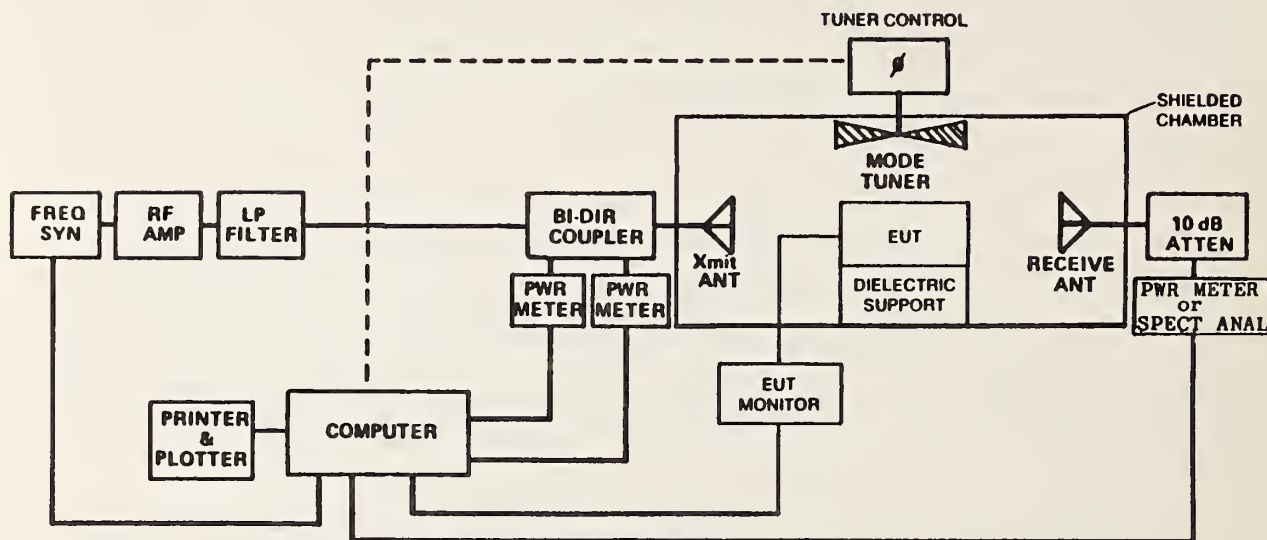 TUNER CONTROL
SHIELDED
CHAMBER
MODE
TUNER
FREQ
SYN
RF
AMP
LP
FILTER
BI-DIR
COUPLER
Xmit
ANT
EUT
DIELECTRIC
SUPPORT
RECEIVE
ANT
10 dB
ATTEN
PWR
METER
PWR
METER
PWR METER
or
SPECT ANAL
EUT
MONITOR
PRINTER
&
PLOTTER
COMPUTER